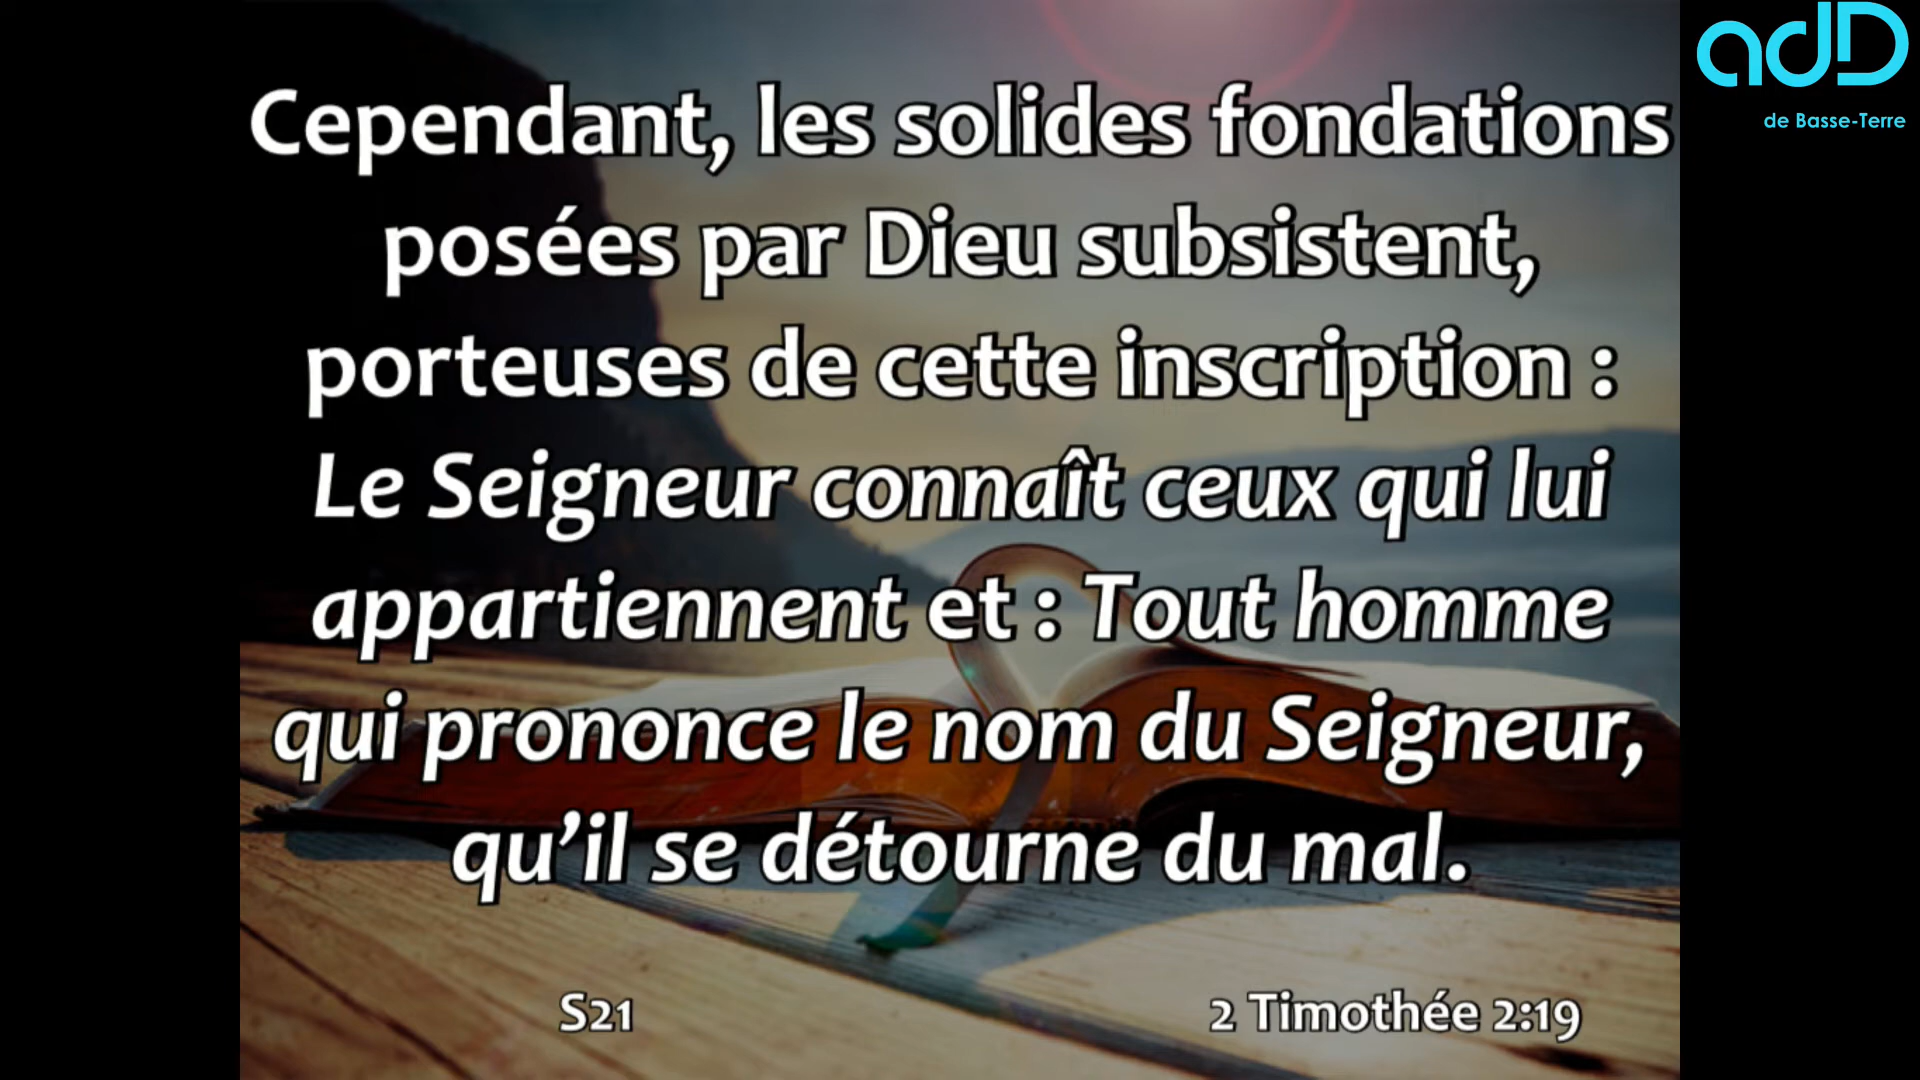 adD
de Basse-Terre
Cependant, les solides fondations
posées par Dieu subsistent,
porteuses de cette inscription :
Le Seigneur connaît ceux qui lui
appartiennent et : Tout homme
qui prononce le nom du Seigneur,
qu’il se détourne du mal.
S21 2 Timothée 2:19